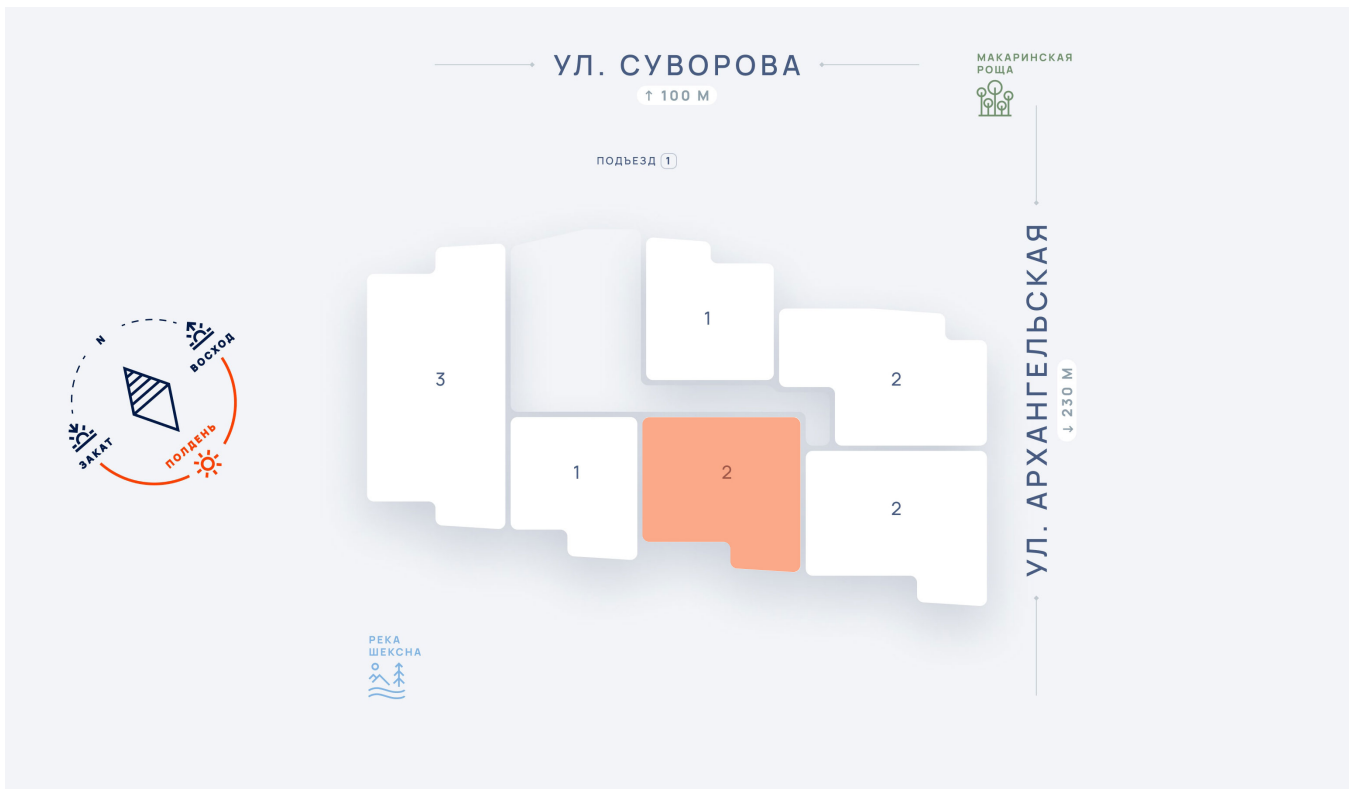 УЛ. СУВОРОВА
↑ 100 М
МАКАРИНСКАЯ
РОЩА
ПОДЪЕЗД 1
1
3
2
1
2
2
УЛ. АРХАНГЕЛЬСКАЯ
↓ 230 М
N
ВОСХОД
ПОЛДЕНЬ
ЗАКАТ
РЕКА
ШЕКСНА